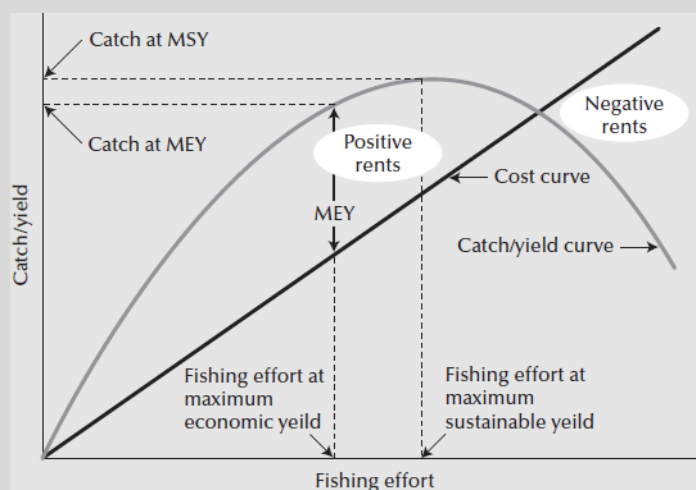 Catch at MSY
Catch at MEY
Positive
rents
Negative
rents
MEY
Cost curve
Catch/yield curve
Catch/yield
Fishing effort at
maximum
economic yeild
Fishing effort at
maximum
sustainable yeild
Fishing effort